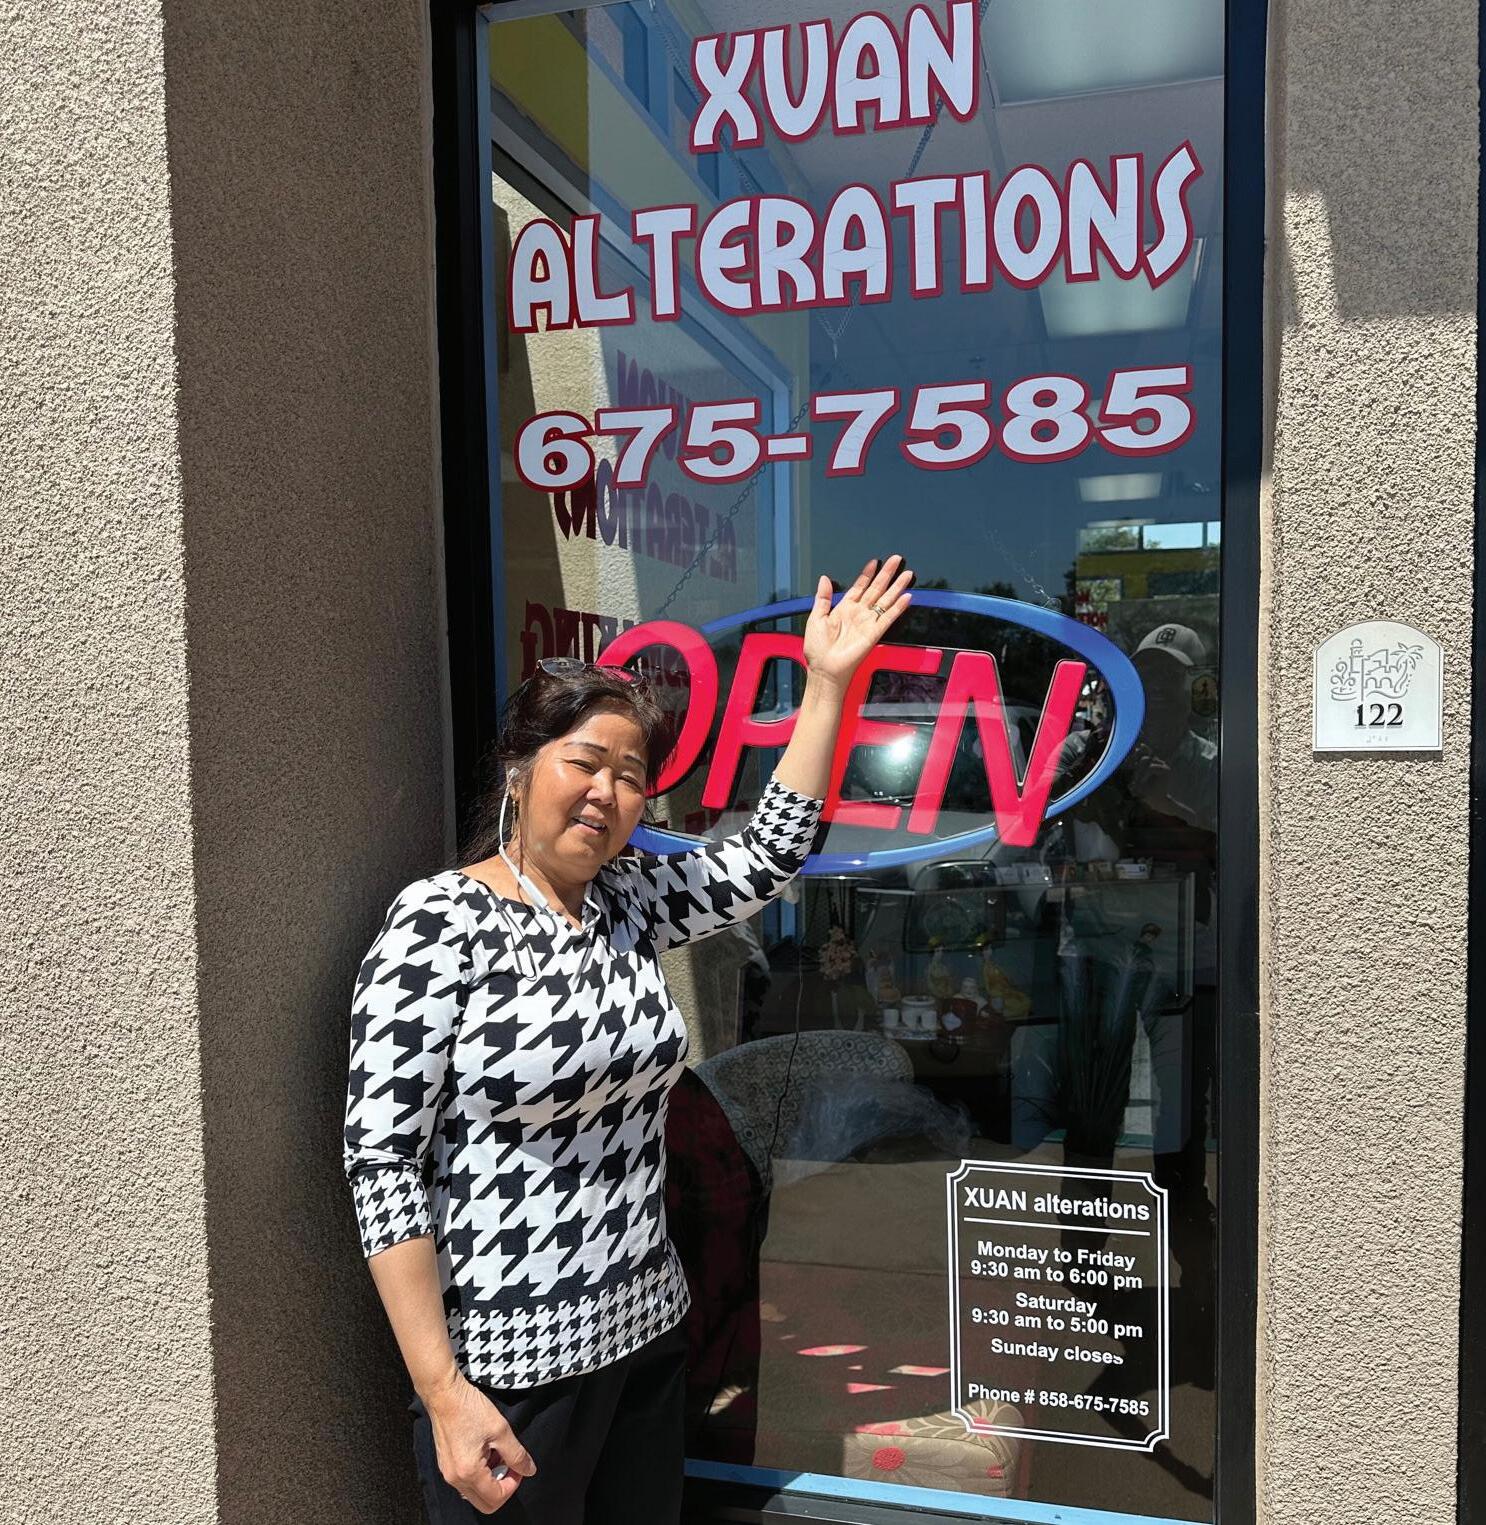 XUAN
ALTERATIONS
675-7585
ALTERATIONS
OPEN
122
XUAN alterations
Monday to Friday
9:30 am to 6:00 pm
Saturday
9:30 am to 5:00 pm
Sunday closes
Phone # 858-675-7585